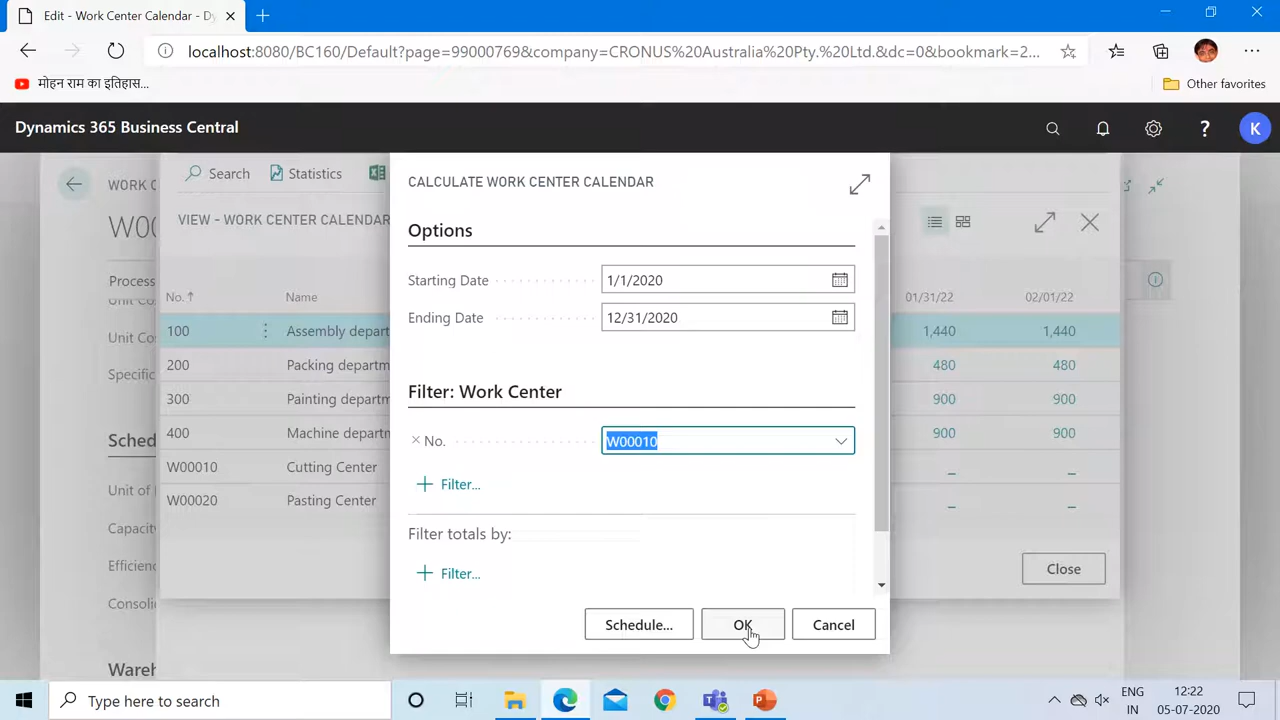 Edit - Work Center Calendar - Dy
localhost:8080/BC160/Default?page=99000769&company=CRONUS%20Australia%20Pty.%20Ltd.&dc=0&bookmark=2...
मोहन राम का इतिहास...
Other favorites
Dynamics 365 Business Central
K
WORK C
Search
Statistics
CALCULATE WORK CENTER CALENDAR
VIEW - WORK CENTER CALENDAR
Options
Process
Starting Date 1/1/2020
No. ↑ Name 01/31/22 02/01/22
Ending Date 12/31/2020
100 Assembly departm 1,440 1,440
Unit Co
200 Packing departm 480 480
Specific
Filter: Work Center
300 Painting departm 900 900
400 Machine departm 900 900
Sched
No. W00010
W00010 Cutting Center _ _
Filter...
Unit of
W00020 Pasting Center _ _
Capacit
Filter totals by:
Efficien
Filter...
Close
Consoli
Schedule... OK Cancel
Wareh
Type here to search
ENG
IN
12:22
05-07-2020